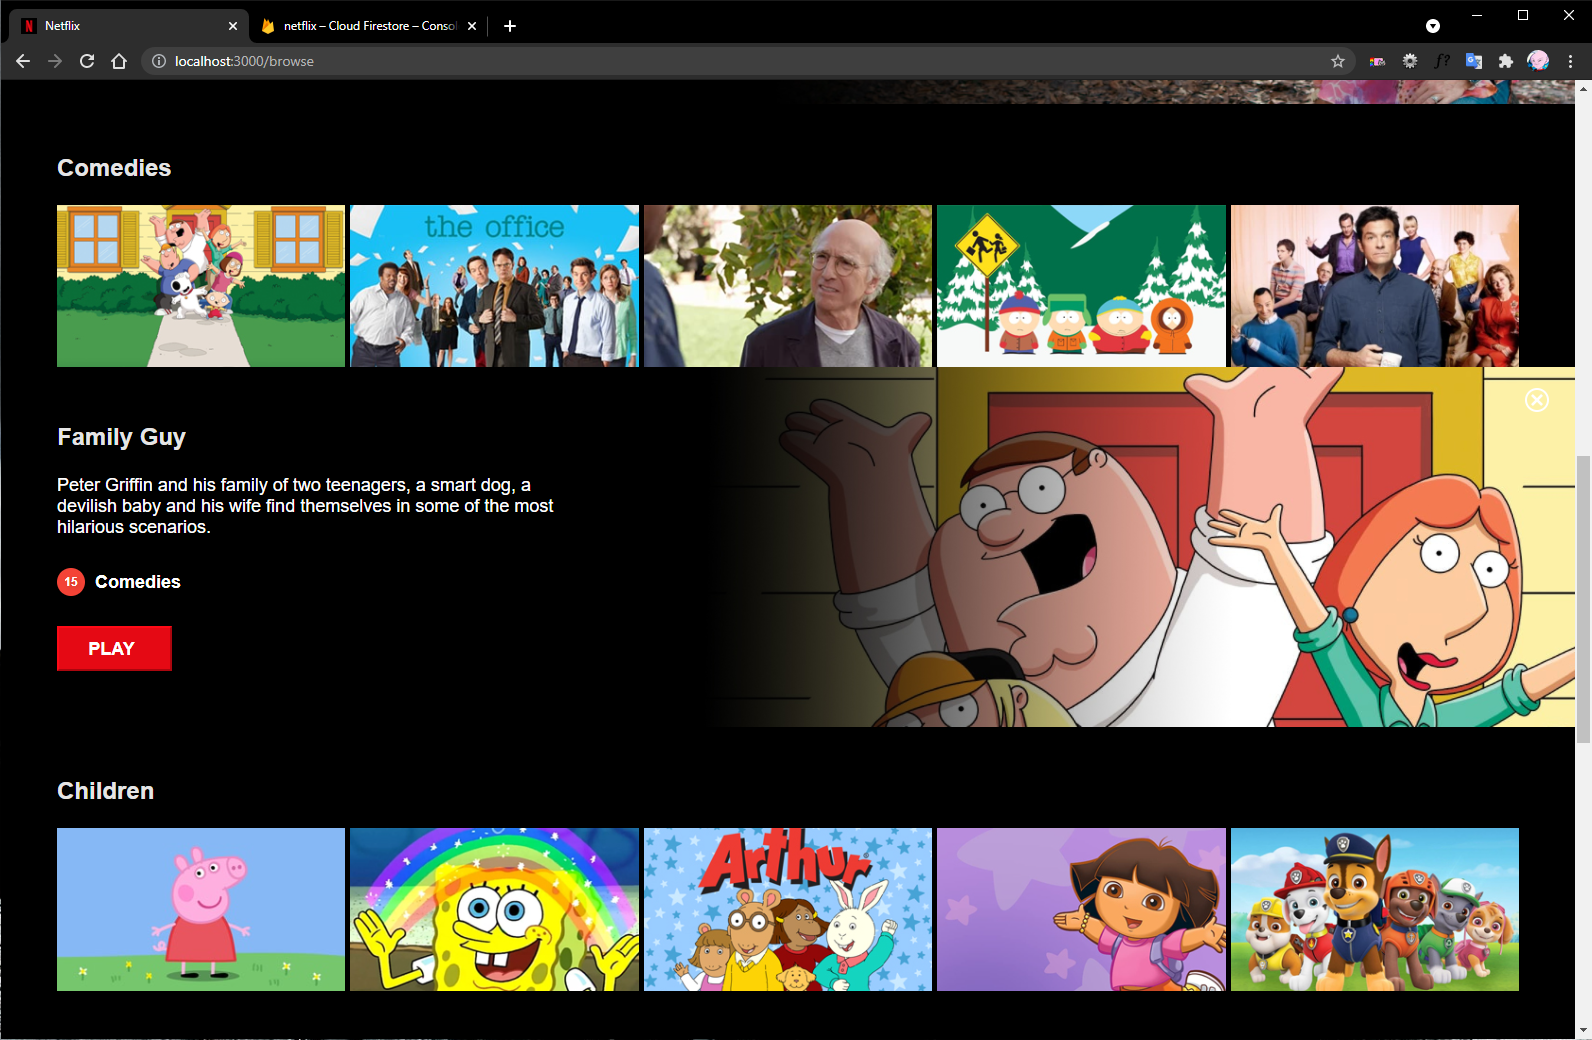 Netflix
netflix – Cloud Firestore – Conso
localhost:3000/browse
f?
Comedies
the office
Family Guy
Peter Griffin and his family of two teenagers, a smart dog, a
devilish baby and his wife find themselves in some of the most
hilarious scenarios.
15 Comedies
PLAY
Children
Arthur